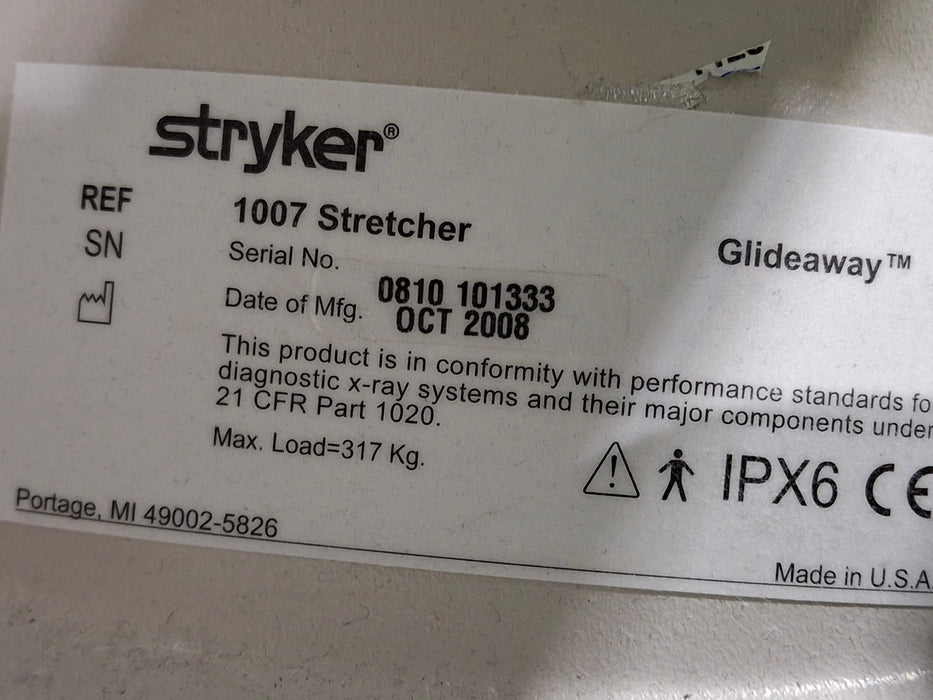 stryker®
REF 1007 Stretcher
Glideaway™
SN Serial No. 0810 101333
Date of Mfg. OCT 2008
This product is in conformity with performance standards fo
diagnostic x-ray systems and their major components under
21 CFR Part 1020.
Max. Load=317 Kg.
IPX6 CE
Portage, MI 49002-5826
Made in U.S.A.